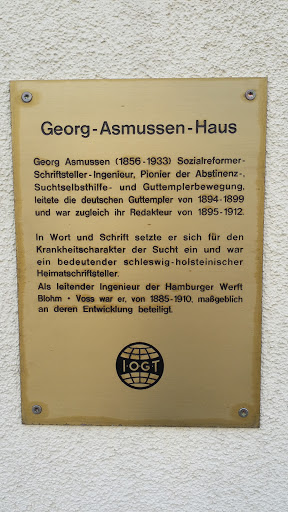 Georg-Asmussen-Haus
Georg Asmussen (1856-1933) Sozialreformer-
Schriftsteller-Ingenieur, Pionier der Abstinenz-,
Suchtselbsthilfe- und Guttemplerbewegung,
leitete die deutschen Guttempler von 1894-1899
und war zugleich ihr Redakteur von 1895-1912.
In Wort und Schrift setzte er sich für den
Krankheitscharakter der Sucht ein und war
ein bedeutender schleswig-holsteinischer
Heimatschriftsteller.
Als leitender Ingenieur der Hamburger Werft
Blohm · Voss war er, von 1885-1910, maßgeblich
an deren Entwicklung beteiligt.
I·O·G·T